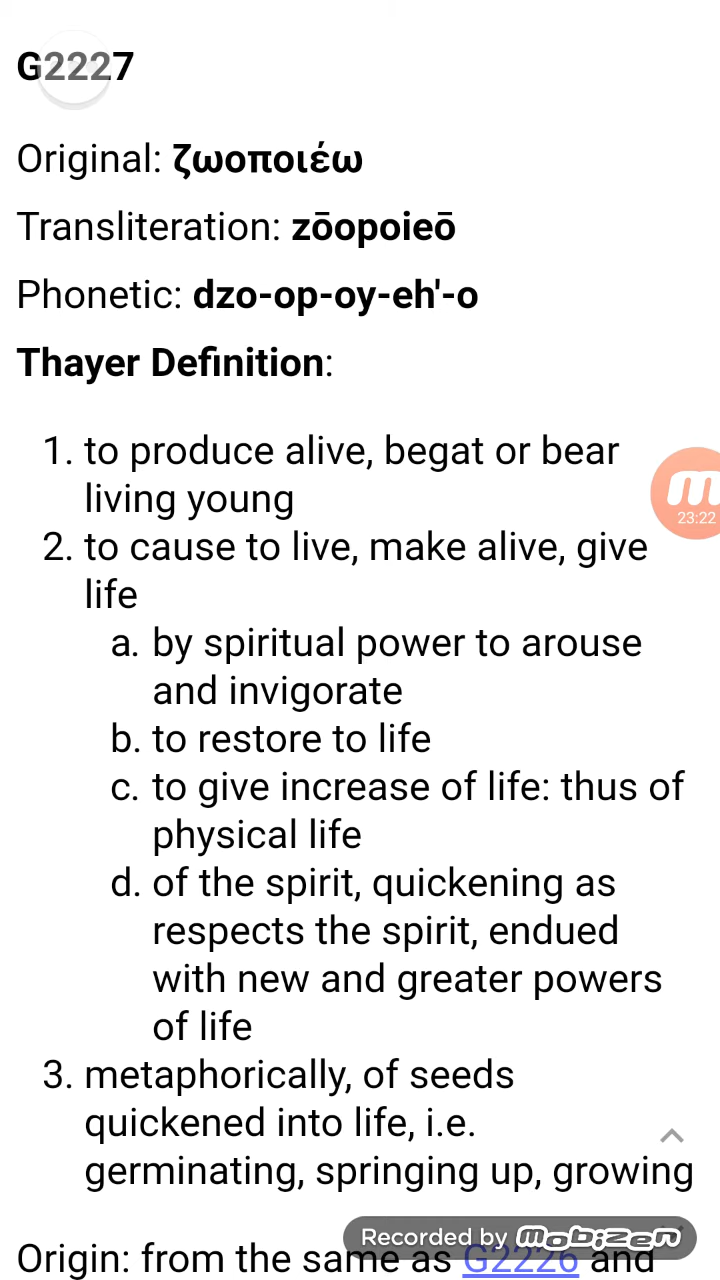 G2227
Original: ζωοποιέω
Transliteration: zōopoieō
Phonetic: dzo-op-oy-eh'-o
Thayer Definition:
1. to produce alive, begat or bear
living young
2. to cause to live, make alive, give
life
a. by spiritual power to arouse
and invigorate
b. to restore to life
c. to give increase of life: thus of
physical life
d. of the spirit, quickening as
respects the spirit, endued
with new and greater powers
of life
3. metaphorically, of seeds
quickened into life, i.e.
germinating, springing up, growing
Origin: from the same as G2226 and
m
23:22
Recorded by mobizen